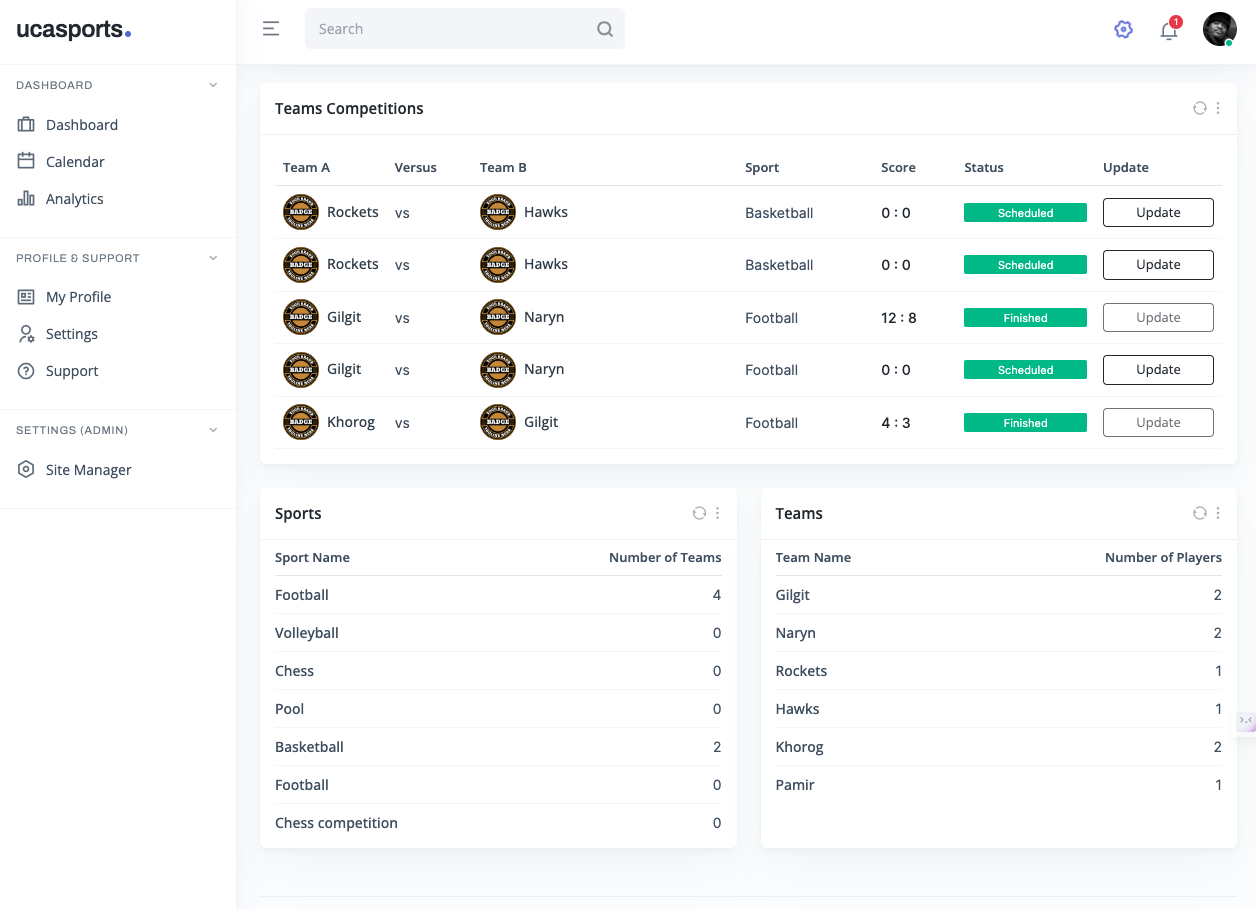 ucasports.
Search
1
DASHBOARD
Dashboard
Calendar
Analytics
PROFILE & SUPPORT
My Profile
Settings
Support
SETTINGS (ADMIN)
Site Manager
Teams Competitions
Team A Versus Team B Sport Score Status Update
BADGE Rockets vs BADGE Hawks Basketball 0 : 0 Scheduled Update
BADGE Rockets vs BADGE Hawks Basketball 0 : 0 Scheduled Update
BADGE Gilgit vs BADGE Naryn Football 12 : 8 Finished Update
BADGE Gilgit vs BADGE Naryn Football 0 : 0 Scheduled Update
BADGE Khorog vs BADGE Gilgit Football 4 : 3 Finished Update
Sports
Sport Name Number of Teams
Football 4
Volleyball 0
Chess 0
Pool 0
Basketball 2
Football 0
Chess competition 0
Teams
Team Name Number of Players
Gilgit 2
Naryn 2
Rockets 1
Hawks 1
Khorog 2
Pamir 1